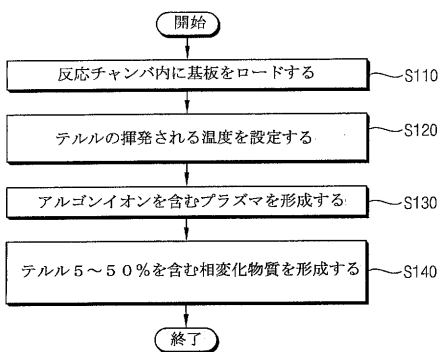 開始
反応チャンバ内に基板をロードする
S110
テルルの揮発される温度を設定する
S120
アルゴンイオンを含むプラズマを形成する
S130
テルル5～50%を含む相変化物質を形成する
S140
終了